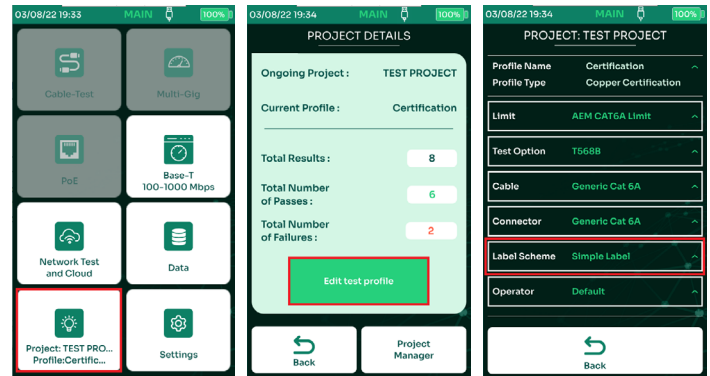 03/08/22 19:33 MAIN 100%
Cable-Test
Multi-Gig
PoE
Base-T
100-1000 Mbps
Network Test
and Cloud
Data
Project: TEST PRO...
Profile:Certific...
Settings
03/08/22 19:34 MAIN 100%
PROJECT DETAILS
Ongoing Project : TEST PROJECT
Current Profile : Certification
Total Results : 8
Total Number
of Passes : 6
Total Number
of Failures : 2
Edit test profile
Back
Project
Manager
03/08/22 19:34 MAIN 100%
PROJECT: TEST PROJECT
Profile Name Certification
Profile Type Copper Certification
Limit AEM CAT6A Limit
Test Option T568B
Cable Generic Cat 6A
Connector Generic Cat 6A
Label Scheme Simple Label
Operator Default
Back